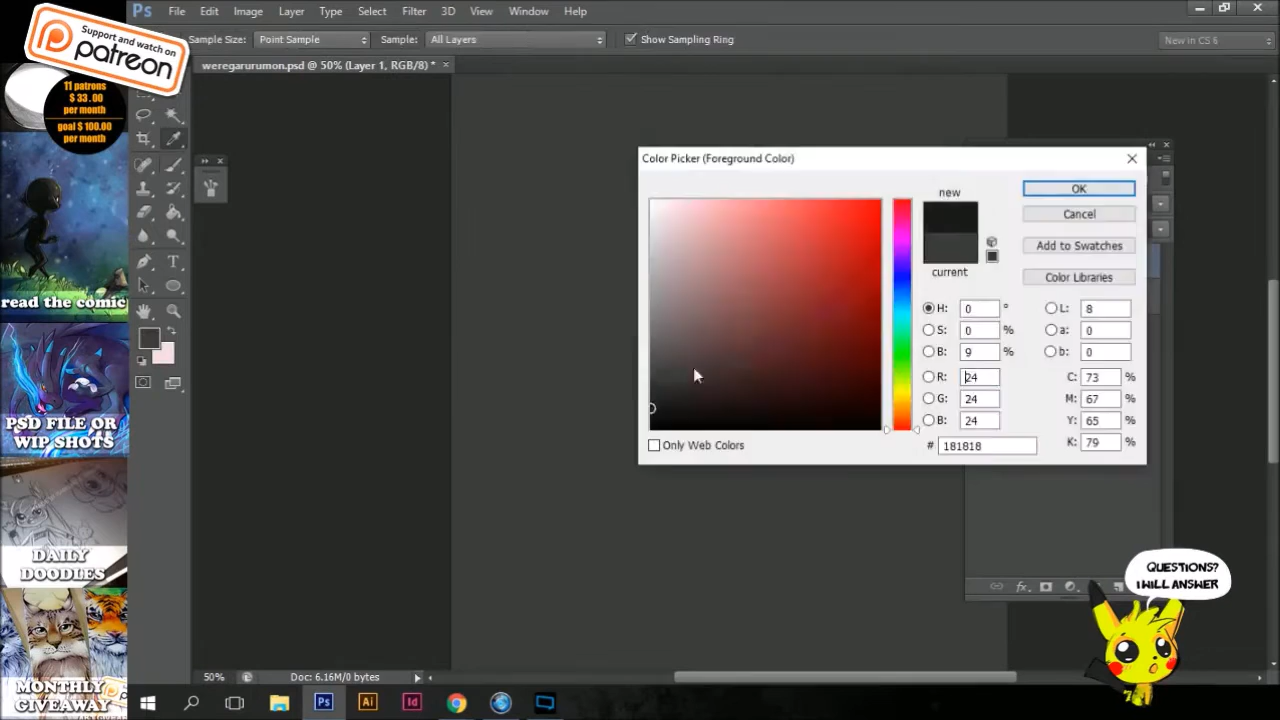 Support and watch on
patreon
11 patrons
$ 33.00
per month
goal $ 100.00
per month
read the comic
PSD FILE OR
WIP SHOTS
DAILY
DOODLES
MONTHLY
GIVEAWAY
Ps File Edit Image Layer Type Select Filter 3D View Window Help
Sample Size: Point Sample Sample: All Layers Show Sampling Ring New in CS 6
weregarurumon.psd @ 50% (Layer 1, RGB/8) * ×
Color Picker (Foreground Color)
new
current
OK
Cancel
Add to Swatches
Color Libraries
H: 0 ° L: 8
S: 0 % a: 0
B: 9 % b: 0
R: 24 C: 73 %
G: 24 M: 67 %
B: 24 Y: 65 %
# 181818 K: 79 %
Only Web Colors
fx.
QUESTIONS?
I WILL ANSWER
50% Doc: 6.16M/0 bytes
Ps Ai Id